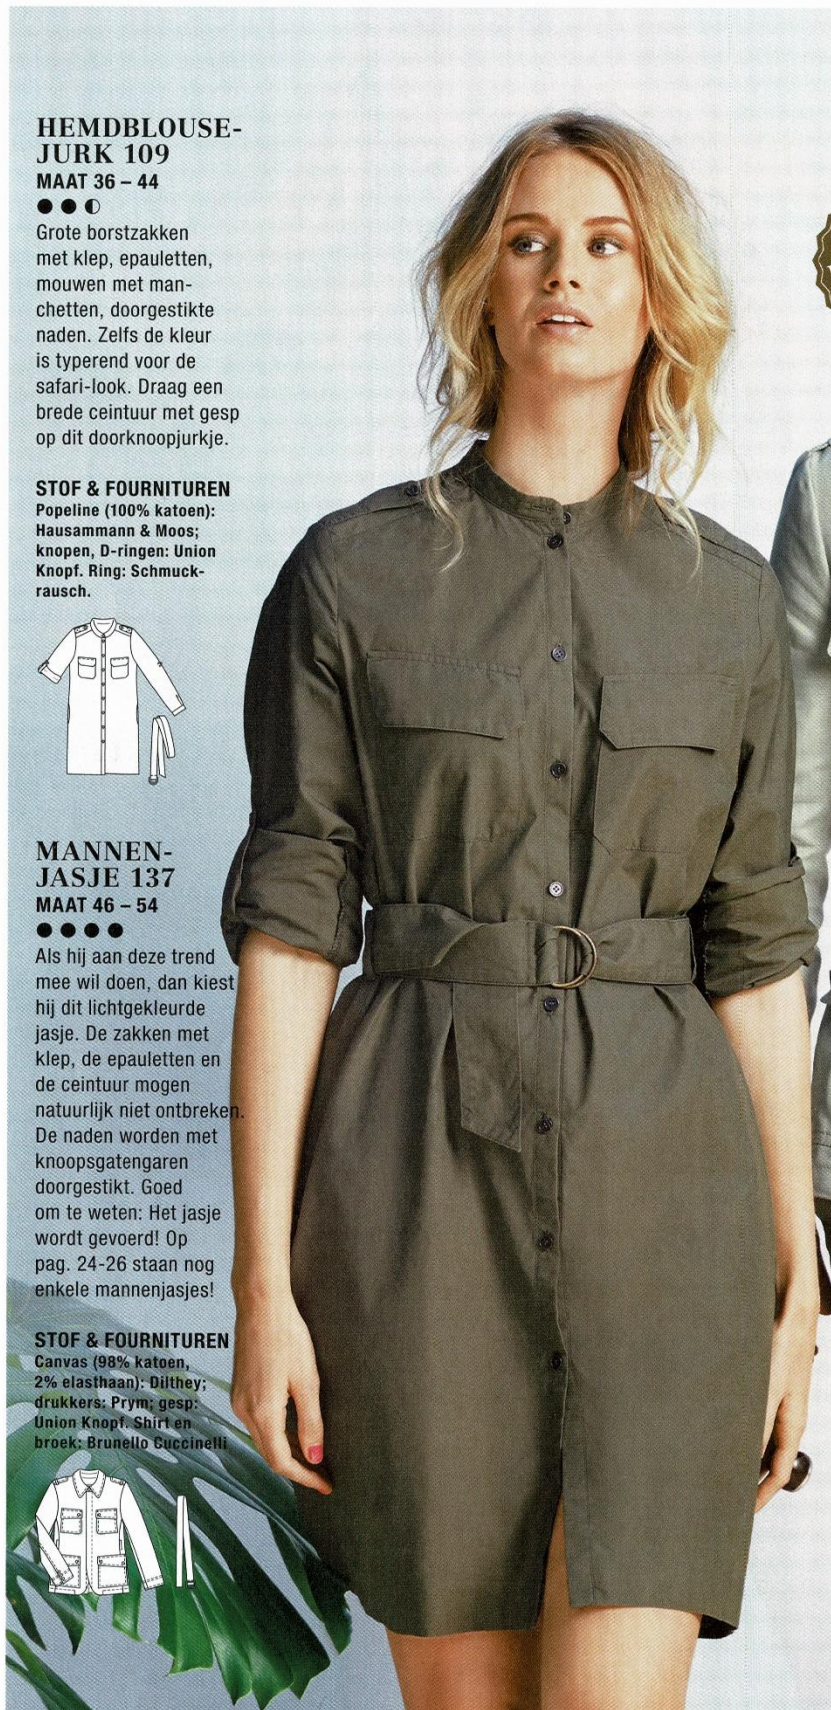 HEMDBLOUSE-
JURK 109
MAAT 36 – 44
Grote borstzakken
met klep, epauletten,
mouwen met man-
chetten, doorgestikte
naden. Zelfs de kleur
is typerend voor de
safari-look. Draag een
brede ceintuur met gesp
op dit doorknoopjurkje.
STOF & FOURNITUREN
Popeline (100% katoen):
Hausammann & Moos;
knopen, D-ringen: Union
Knopf. Ring: Schmuck-
rausch.
MANNEN-
JASJE 137
MAAT 46 – 54
Als hij aan deze trend
mee wil doen, dan kiest
hij dit lichtgekleurde
jasje. De zakken met
klep, de epauletten en
de ceintuur mogen
natuurlijk niet ontbreken.
De naden worden met
knoopsgatengaren
doorgestikt. Goed
om te weten: Het jasje
wordt gevoerd! Op
pag. 24-26 staan nog
enkele mannenjasjes!
STOF & FOURNITUREN
Canvas (98% katoen,
2% elasthaan): Dilthey;
drukkers: Prym; gesp:
Union Knopf. Shirt en
broek: Brunello Cuccinelli